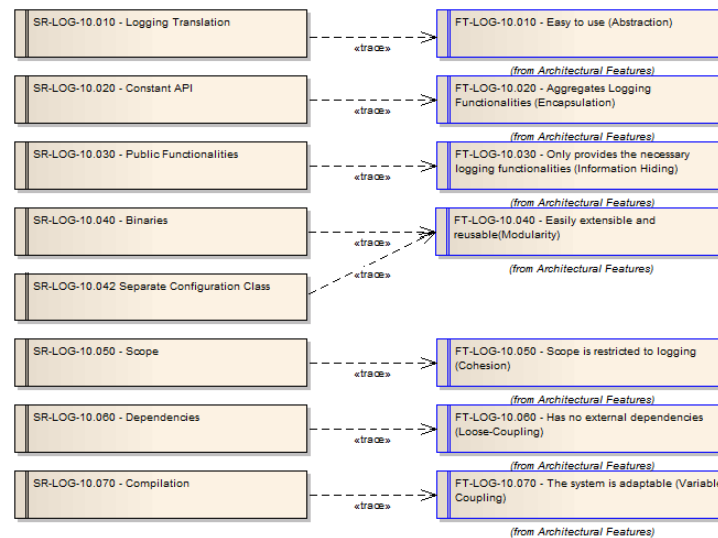 SR-LOG-10.010 - Logging Translation
«trace»
FT-LOG-10.010 - Easy to use (Abstraction)
(from Architectural Features)
SR-LOG-10.020 - Constant API
«trace»
FT-LOG-10.020 - Aggregates Logging
Functionalities (Encapsulation)
(from Architectural Features)
SR-LOG-10.030 - Public Functionalities
«trace»
FT-LOG-10.030 - Only provides the necessary
logging functionalities (Information Hiding)
(from Architectural Features)
SR-LOG-10.040 - Binaries
«trace»
FT-LOG-10.040 - Easily extensible and
reusable(Modularity)
(from Architectural Features)
SR-LOG-10.042 Separate Configuration Class
«trace»
SR-LOG-10.050 - Scope
«trace»
FT-LOG-10.050 - Scope is restricted to logging
(Cohesion)
(from Architectural Features)
SR-LOG-10.060 - Dependencies
«trace»
FT-LOG-10.060 - Has no external dependencies
(Loose-Coupling)
(from Architectural Features)
SR-LOG-10.070 - Compilation
«trace»
FT-LOG-10.070 - The system is adaptable (Variable
Coupling)
(from Architectural Features)